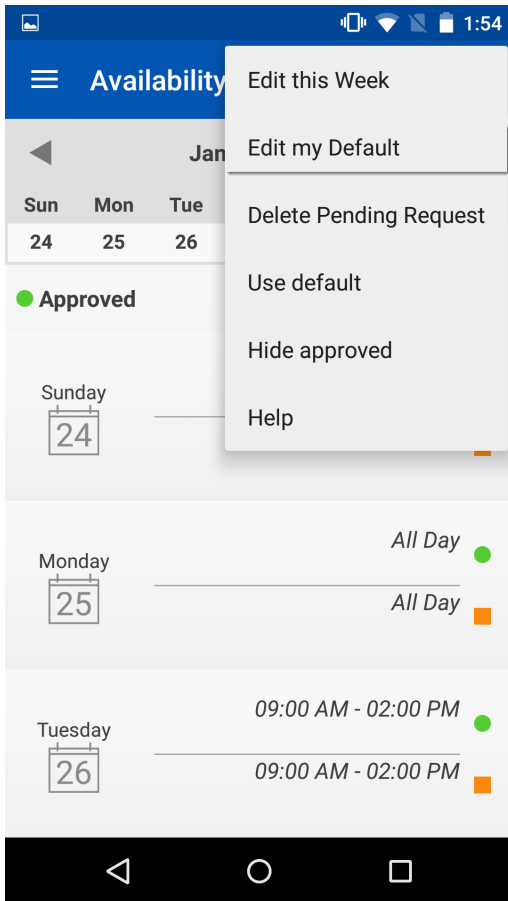 1:54
Availability
Edit this Week
Jan
Edit my Default
Sun Mon Tue
Delete Pending Request
24 25 26
Use default
Approved
Hide approved
Sunday
24
Help
Monday
25
All Day
All Day
Tuesday
26
09:00 AM - 02:00 PM
09:00 AM - 02:00 PM